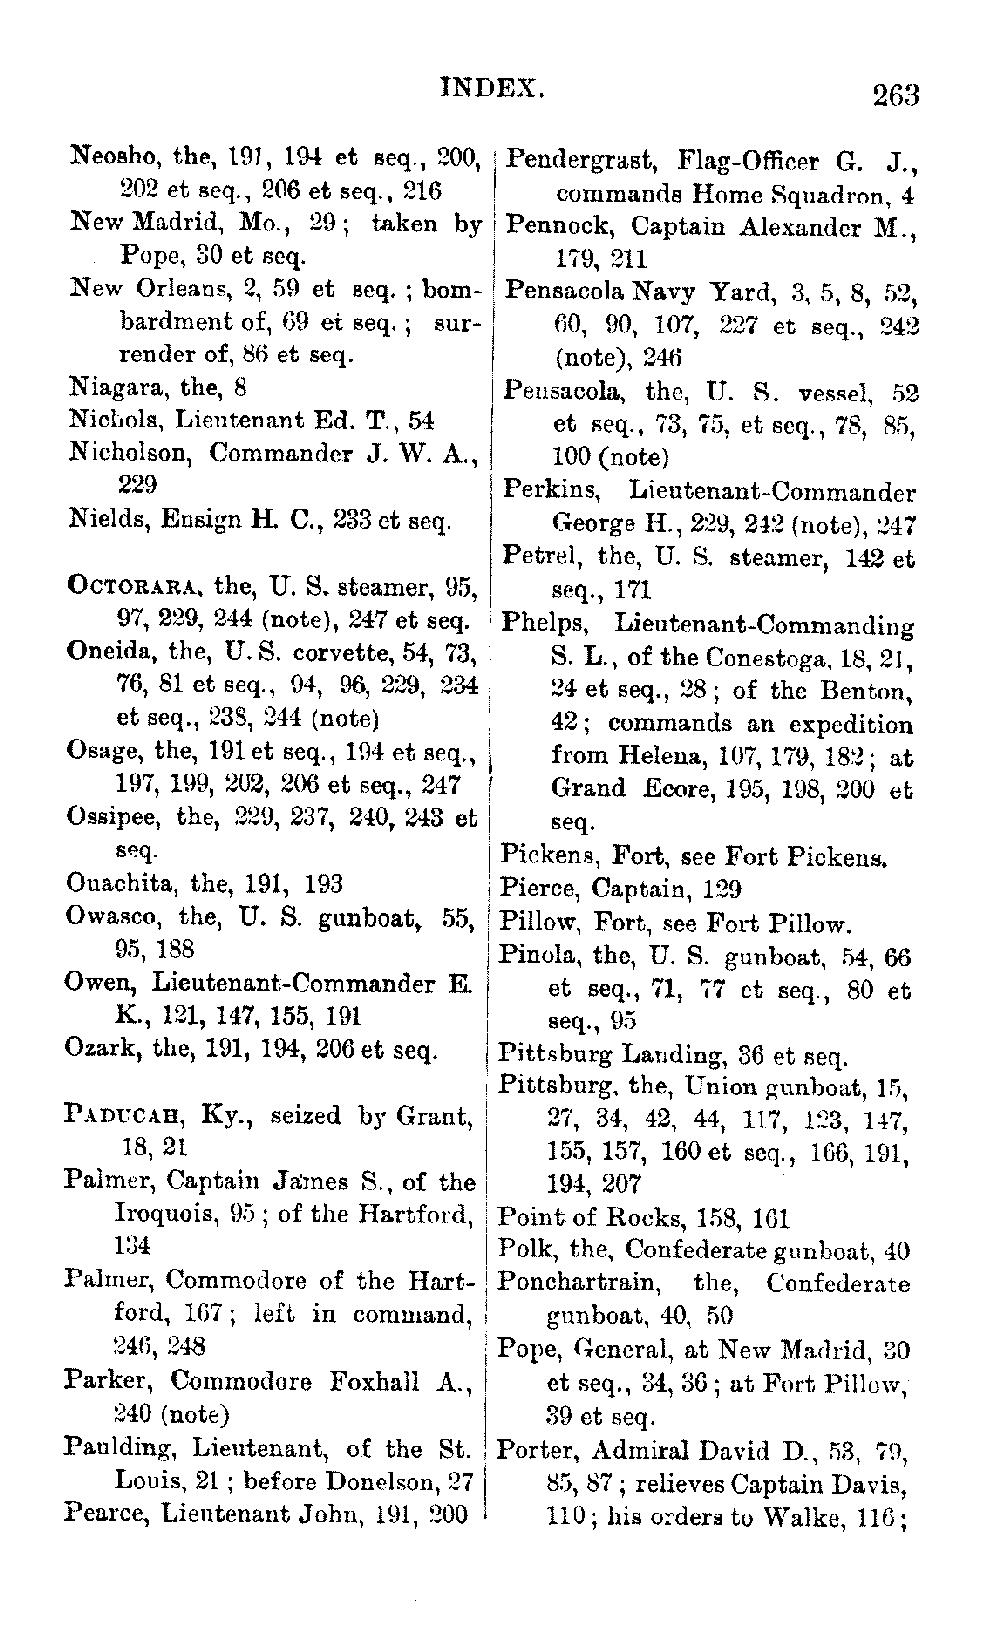 INDEX.
263
Neosho, the, 191, 194 et seq., 200,
202 et seq., 206 et seq., 216
New Madrid, Mo., 29; taken by
Pope, 30 et seq.
New Orleans, 2, 59 et seq.; bom-
bardment of, 69 et seq.; sur-
render of, 86 et seq.
Niagara, the, 8
Nichols, Lieutenant Ed. T., 54
Nicholson, Commander J. W. A.,
229
Nields, Ensign H. C., 233 et seq.
OCTORARA, the, U. S. steamer, 95,
97, 229, 244 (note), 247 et seq.
Oneida, the, U. S. corvette, 54, 73,
76, 81 et seq., 94, 96, 229, 234
et seq., 238, 244 (note)
Osage, the, 191 et seq., 194 et seq.,
197, 199, 202, 206 et seq., 247
Ossipee, the, 229, 237, 240, 243 et
seq.
Ouachita, the, 191, 193
Owasco, the, U. S. gunboat, 55,
95, 188
Owen, Lieutenant-Commander E.
K., 121, 147, 155, 191
Ozark, the, 191, 194, 206 et seq.
PADUCAH, Ky., seized by Grant,
18, 21
Palmer, Captain James S., of the
Iroquois, 95; of the Hartford,
134
Palmer, Commodore of the Hart-
ford, 167; left in command,
246, 248
Parker, Commodore Foxhall A.,
240 (note)
Paulding, Lieutenant, of the St.
Louis, 21; before Donelson, 27
Pearce, Lieutenant John, 191, 200
Pendergrast, Flag-Officer G. J.,
commands Home Squadron, 4
Pennock, Captain Alexander M.,
179, 211
Pensacola Navy Yard, 3, 5, 8, 52,
60, 90, 107, 227 et seq., 242
(note), 246
Pensacola, the, U. S. vessel, 52
et seq., 73, 75, et seq., 78, 85,
100 (note)
Perkins, Lieutenant-Commander
George H., 229, 242 (note), 247
Petrel, the, U. S. steamer, 142 et
seq., 171
Phelps, Lieutenant-Commanding
S. L., of the Conestoga, 18, 21,
24 et seq., 28; of the Benton,
42; commands an expedition
from Helena, 107, 179, 182; at
Grand Ecore, 195, 198, 200 et
seq.
Pickens, Fort, see Fort Pickens.
Pierce, Captain, 129
Pillow, Fort, see Fort Pillow.
Pinola, the, U. S. gunboat, 54, 66
et seq., 71, 77 et seq., 80 et
seq., 95
Pittsburg Landing, 36 et seq.
Pittsburg, the, Union gunboat, 15,
27, 34, 42, 44, 117, 123, 147,
155, 157, 160 et seq., 166, 191,
194, 207
Point of Rocks, 158, 161
Polk, the, Confederate gunboat, 40
Ponchartrain, the, Confederate
gunboat, 40, 50
Pope, General, at New Madrid, 30
et seq., 34, 36; at Fort Pillow,
39 et seq.
Porter, Admiral David D., 53, 79,
85, 87; relieves Captain Davis,
110; his orders to Walke, 116;